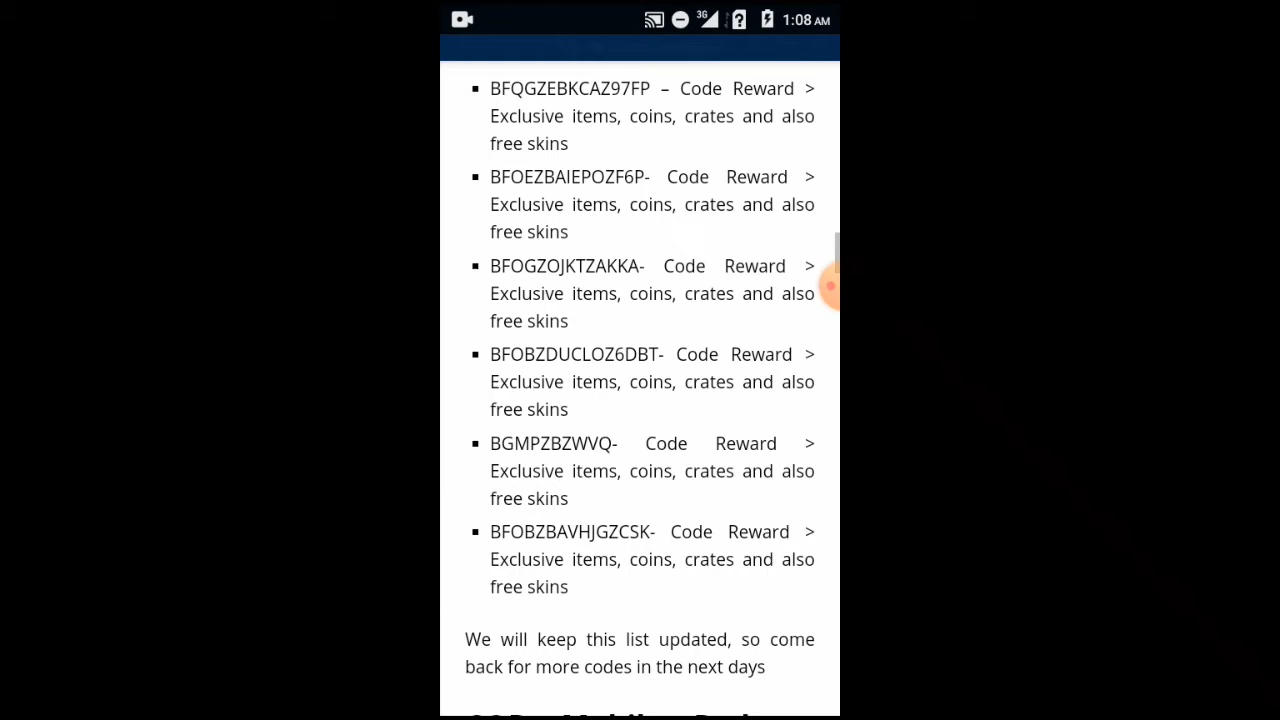 3G 1:08 AM
BFQGZEBKCAZ97FP – Code Reward >
Exclusive items, coins, crates and also
free skins
BFOEZBAIEPOZF6P- Code Reward >
Exclusive items, coins, crates and also
free skins
BFOGZOJKTZAKKA- Code Reward >
Exclusive items, coins, crates and also
free skins
BFOBZDUCLOZ6DBT- Code Reward >
Exclusive items, coins, crates and also
free skins
BGMPZBZWVQ- Code Reward >
Exclusive items, coins, crates and also
free skins
BFOBZBAVHJGZCSK- Code Reward >
Exclusive items, coins, crates and also
free skins
We will keep this list updated, so come
back for more codes in the next days